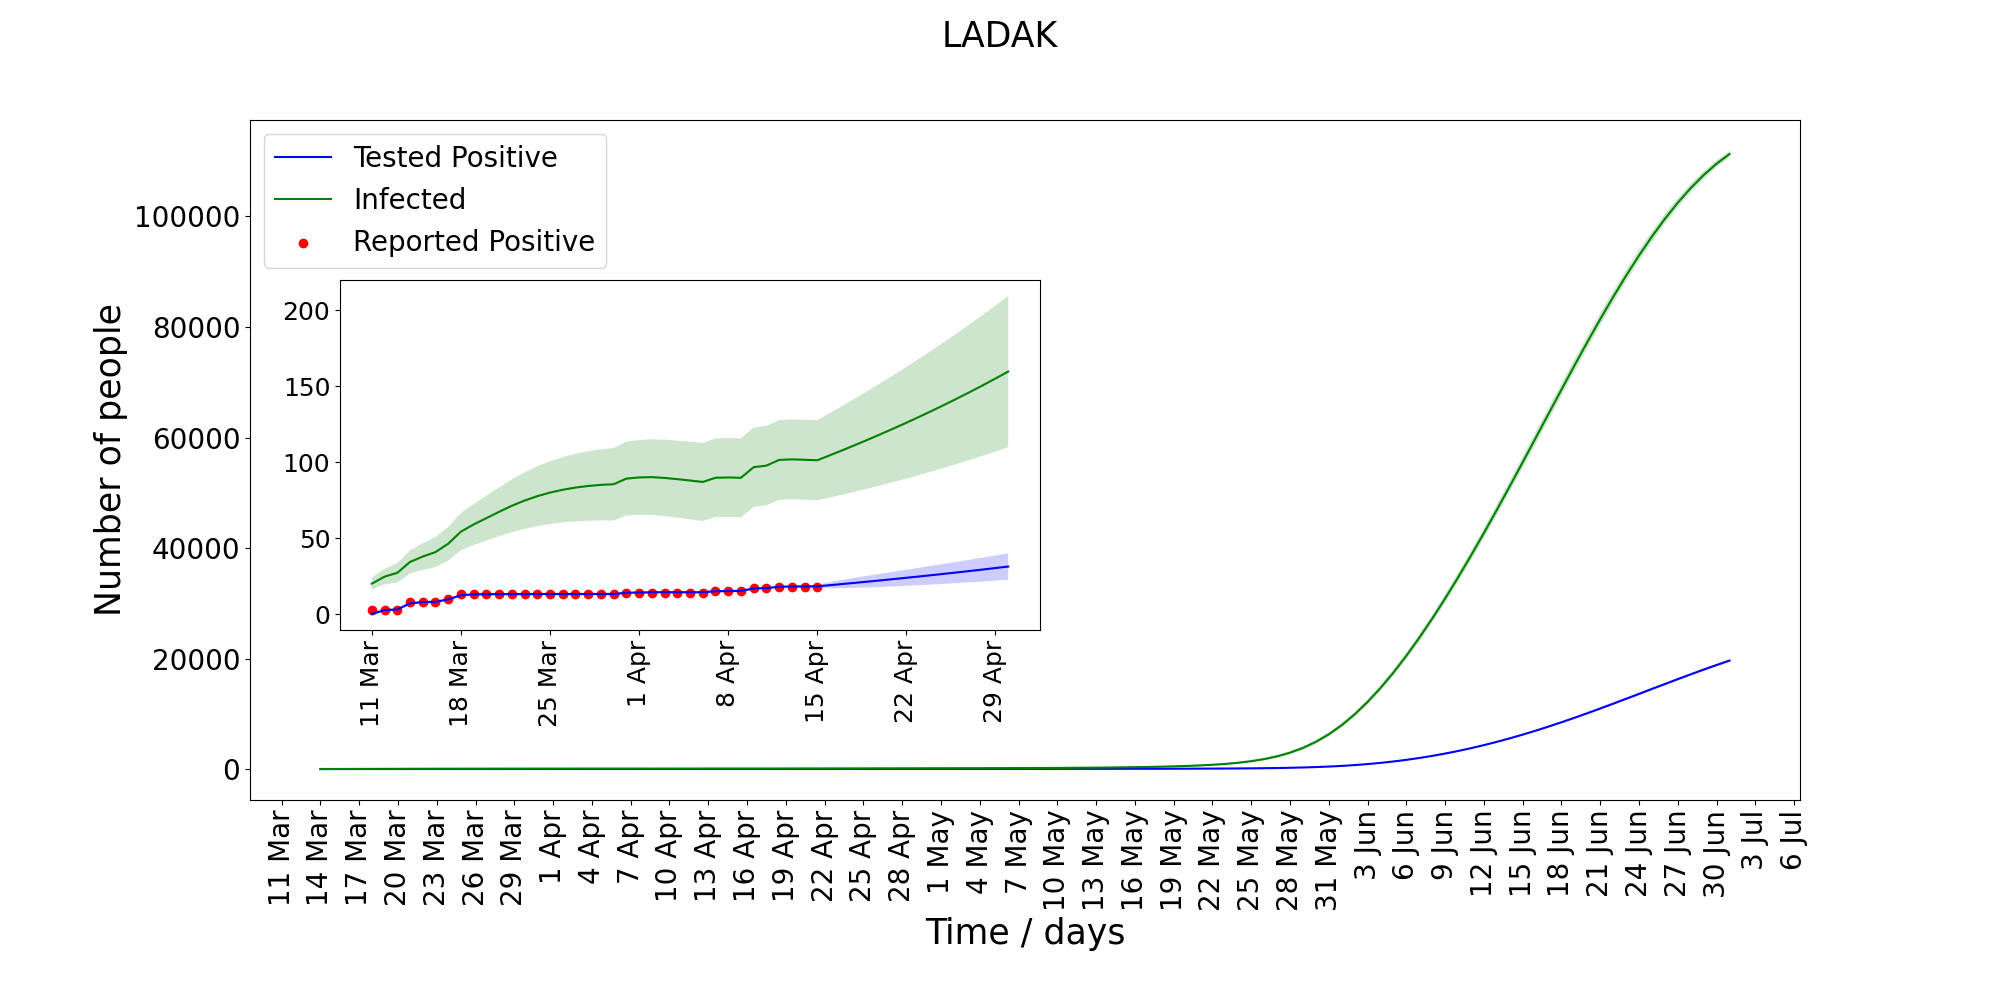 LADAK
Tested Positive
Infected
Reported Positive
Number of people
100000
80000
60000
40000
20000
0
200
150
100
50
0
11 Mar
18 Mar
25 Mar
1 Apr
8 Apr
15 Apr
22 Apr
29 Apr
11 Mar
14 Mar
17 Mar
20 Mar
23 Mar
26 Mar
29 Mar
1 Apr
4 Apr
7 Apr
10 Apr
13 Apr
16 Apr
19 Apr
22 Apr
25 Apr
28 Apr
1 May
4 May
7 May
10 May
13 May
16 May
19 May
22 May
25 May
28 May
31 May
3 Jun
6 Jun
9 Jun
12 Jun
15 Jun
18 Jun
21 Jun
24 Jun
27 Jun
30 Jun
3 Jul
6 Jul
Time / days